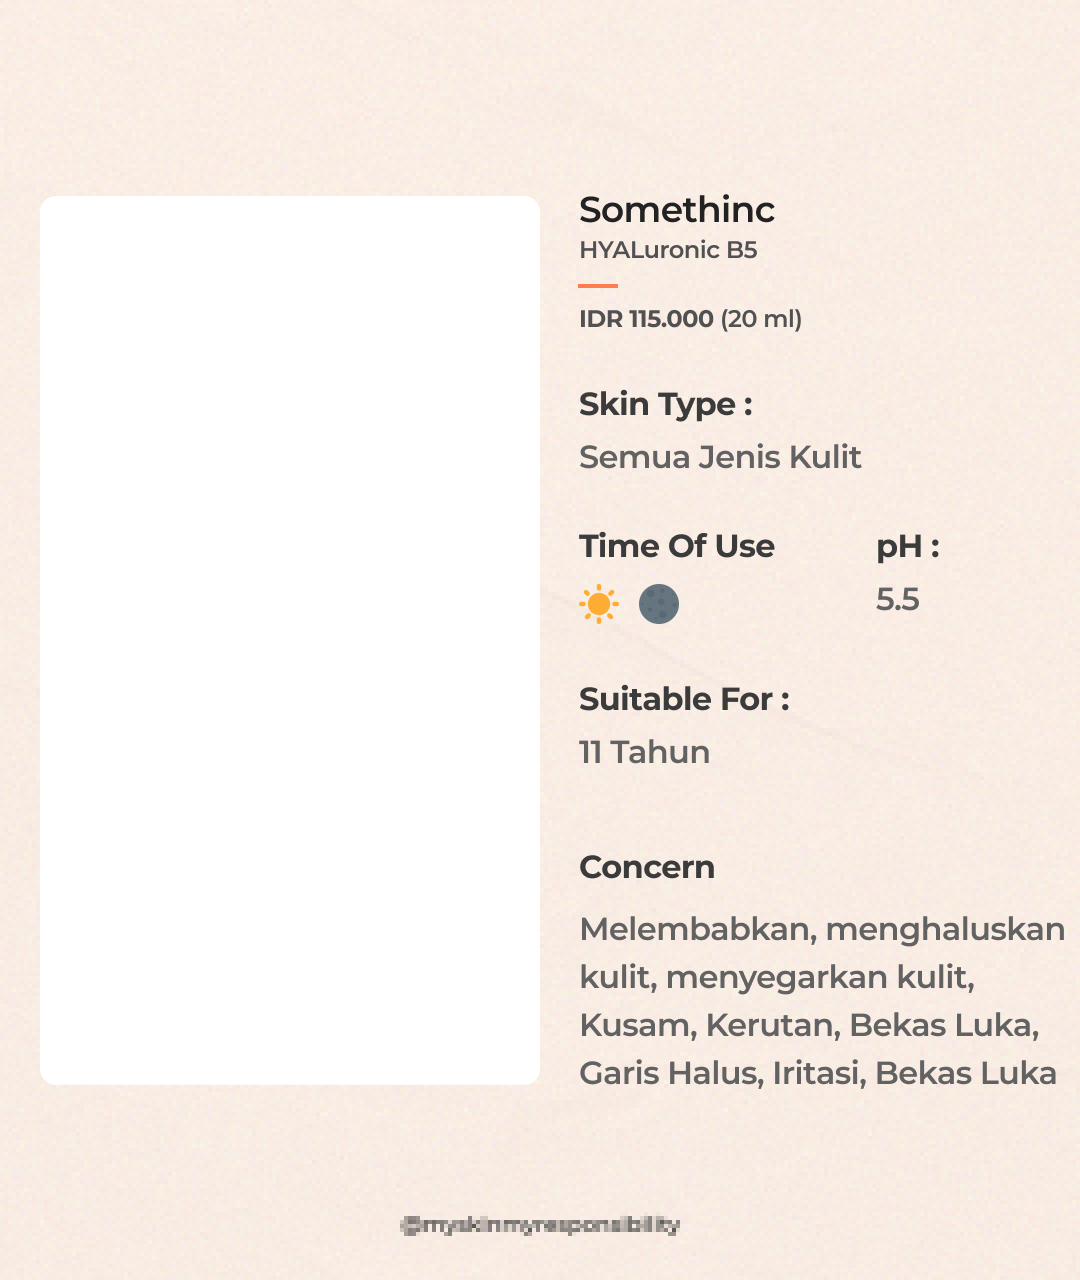 Somethinc
HYALuronic B5
IDR 115.000 (20 ml)
Skin Type :
Semua Jenis Kulit
Time Of Use
pH :
5.5
Suitable For :
11 Tahun
Concern
Melembabkan, menghaluskan
kulit, menyegarkan kulit,
Kusam, Kerutan, Bekas Luka,
Garis Halus, Iritasi, Bekas Luka